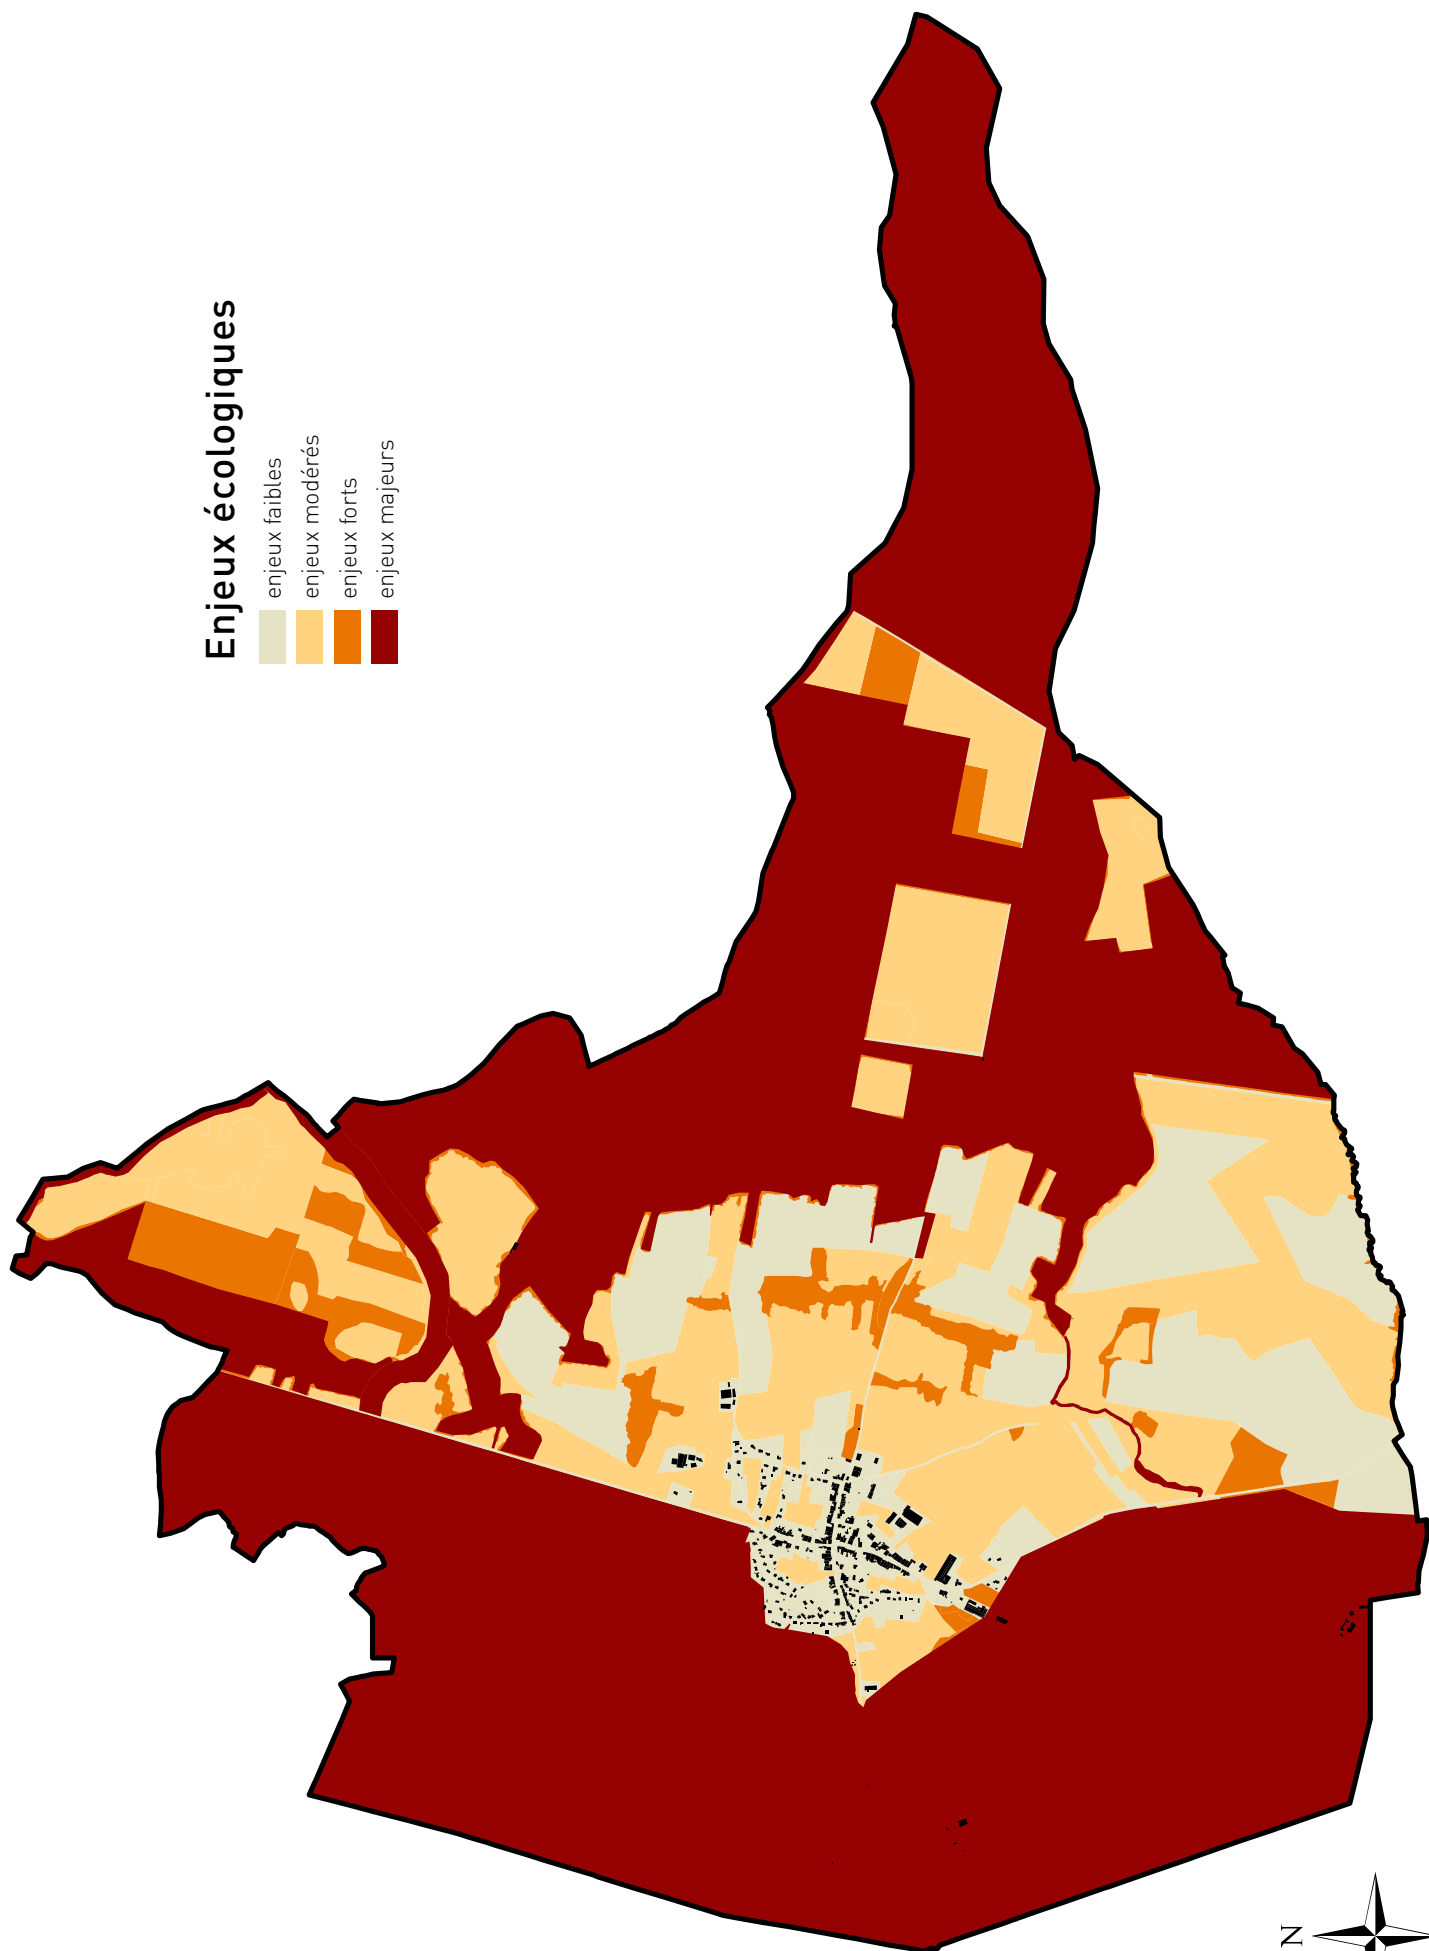 Enjeux écologiques
enjeux faibles
enjeux modérés
enjeux forts
enjeux majeurs
N